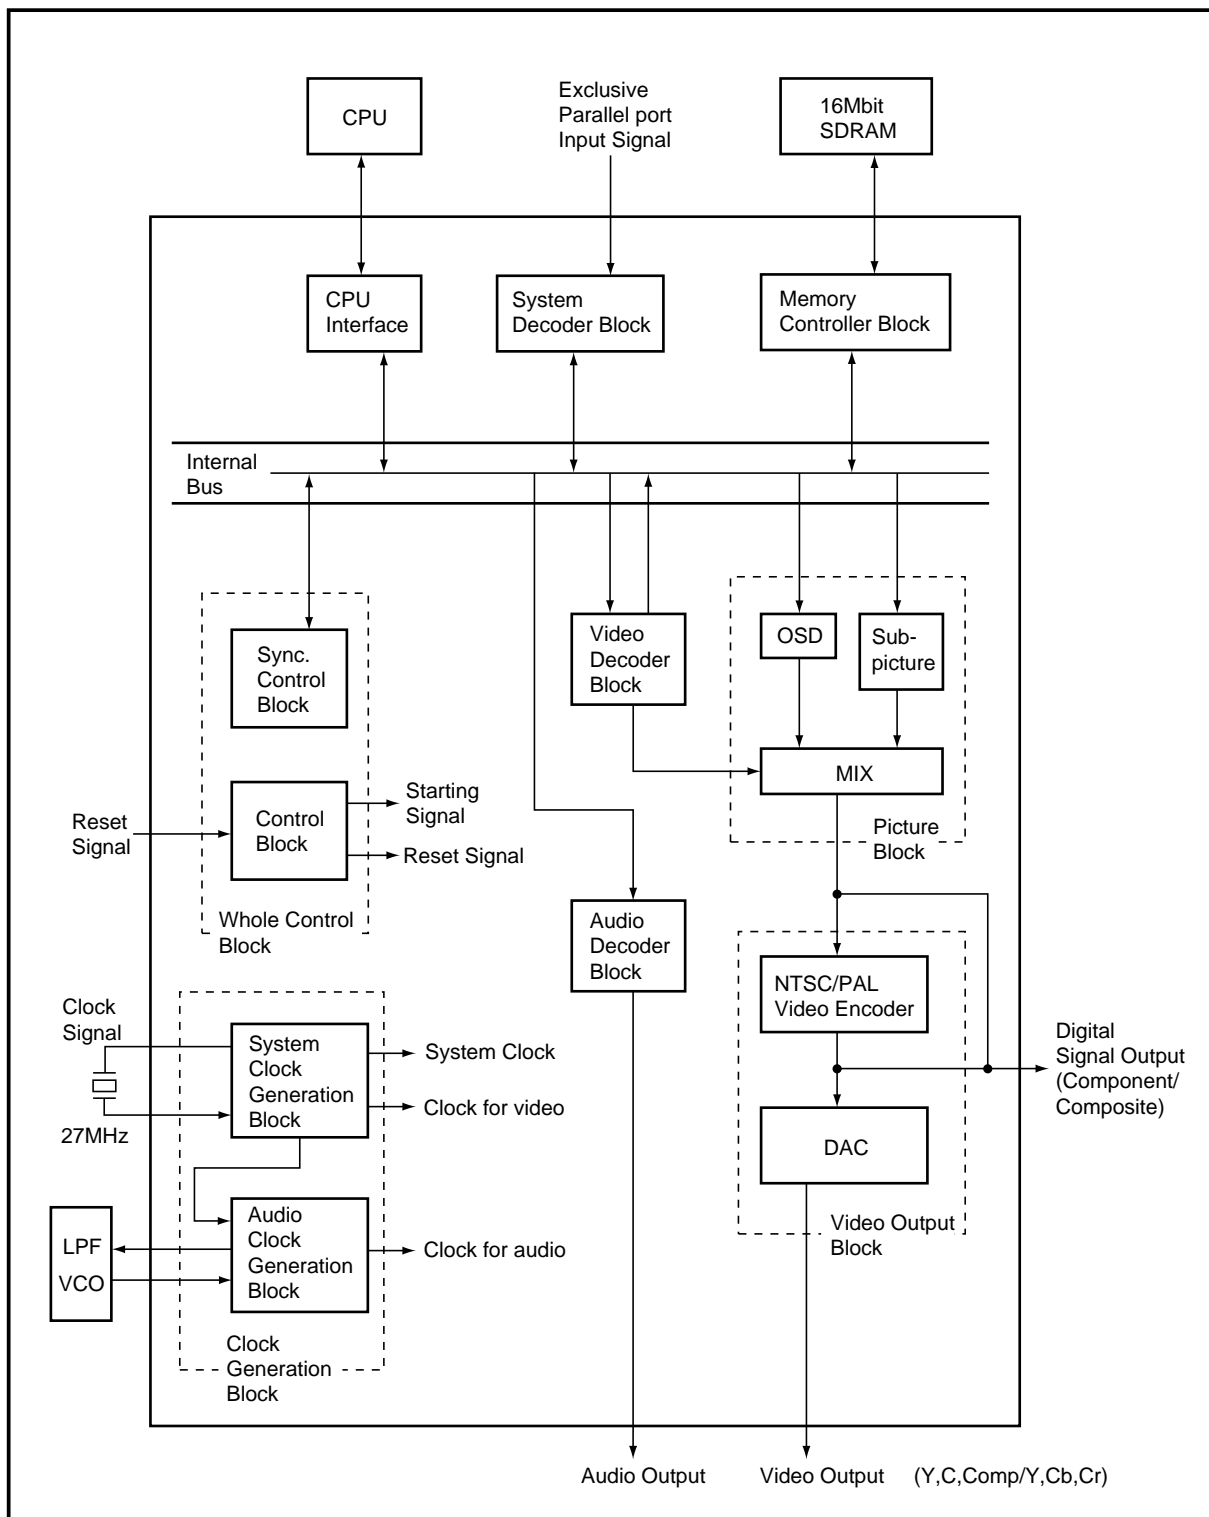 CPU
Exclusive
Parallel port
Input Signal
16Mbit
SDRAM
CPU
Interface
System
Decoder Block
Memory
Controller Block
Internal
Bus
Sync.
Control
Block
Video
Decoder
Block
OSD
Sub-
picture
MIX
Reset
Signal
Control
Block
Starting
Signal
Reset Signal
Picture
Block
Whole Control
Block
Audio
Decoder
Block
NTSC/PAL
Video Encoder
Clock
Signal
System
Clock
Generation
Block
System Clock
Clock for video
27MHz
Digital
Signal Output
(Component/
Composite)
DAC
LPF
VCO
Audio
Clock
Generation
Block
Clock for audio
Video Output
Block
Clock
Generation
Block
Audio Output
Video Output (Y,C,Comp/Y,Cb,Cr)